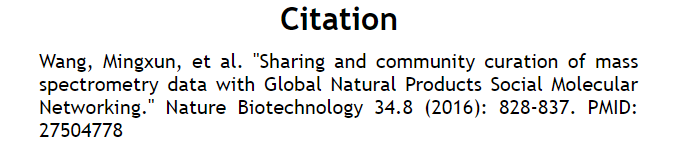 Citation
Wang, Mingxun, et al. "Sharing and community curation of mass
spectrometry data with Global Natural Products Social Molecular
Networking." Nature Biotechnology 34.8 (2016): 828-837. PMID:
27504778